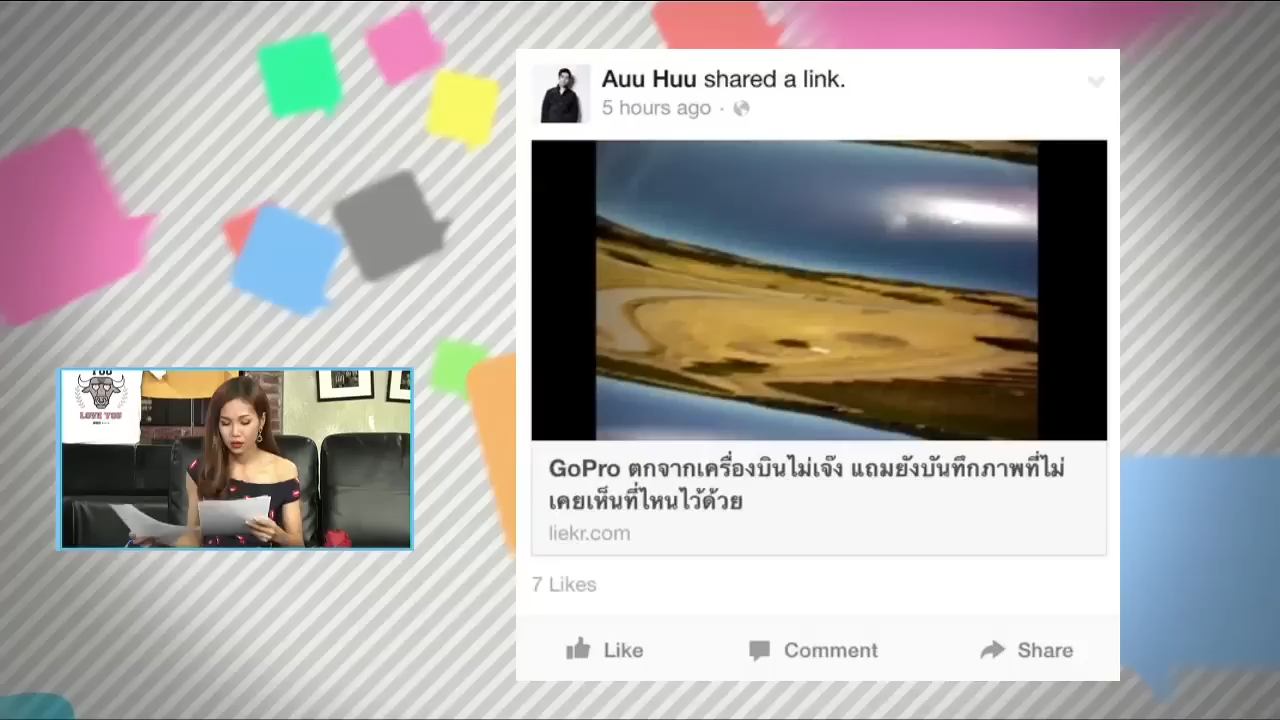 Auu Huu shared a link.
5 hours ago ·
GoPro ตกจากเครื่องบินไม่เจ๊ง แถมยังบันทึกภาพที่ไม่
เคยเห็นที่ไหนไว้ด้วย
liekr.com
7 Likes
Like Comment Share
LOVE YOU